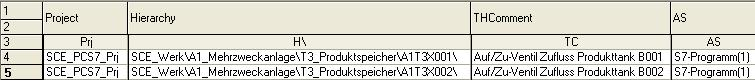 Project Hierarchy THComment AS
3 Prj H\ TC AS
4 SCE_PCS7_Prj SCE_Werk\A1_Mehrzweckanlage\T3_Produktspeicher\A1T3X001\ Auf/Zu-Ventil Zufluss Produkttank B001 S7-Programm(1)
5 SCE_PCS7_Prj SCE_Werk\A1_Mehrzweckanlage\T3_Produktspeicher\A1T3X002\ Auf/Zu-Ventil Zufluss Produkttank B002 S7-Programm(1)